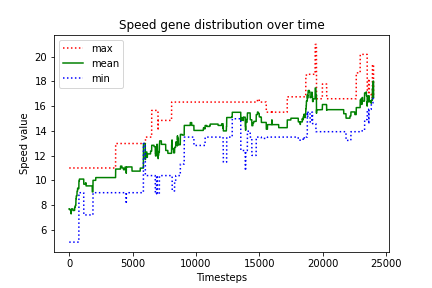 Speed gene distribution over time
max
mean
min
Speed value
20
18
16
14
12
10
8
6
0
5000
10000
15000
20000
25000
Timesteps